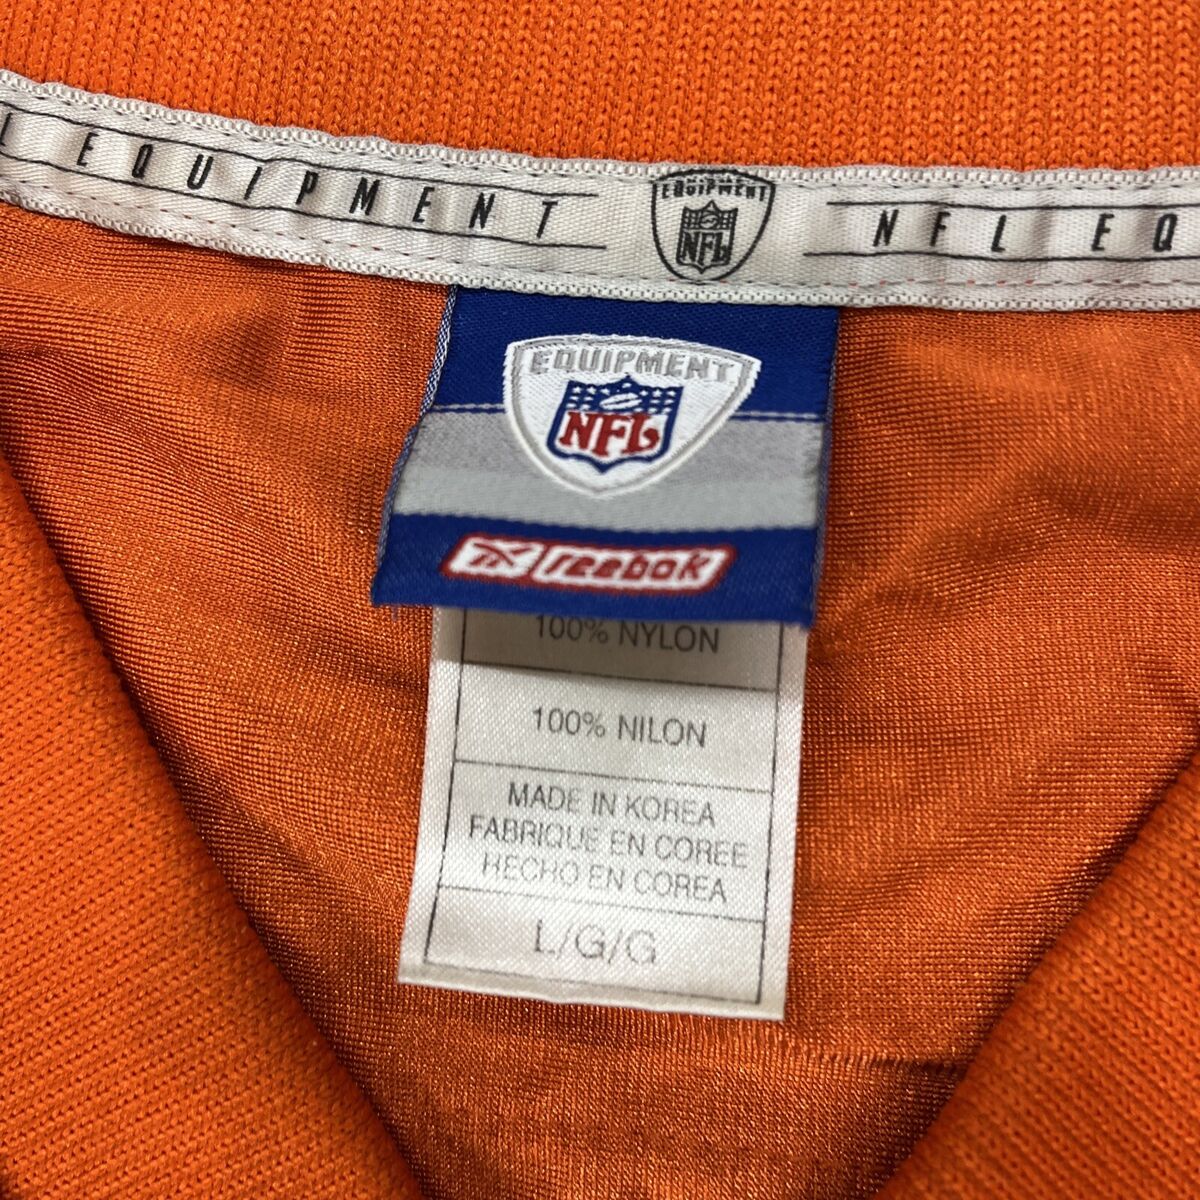 L EQUIPMENT
EQUIPMENT
NFL
NFL EQ
EQUIPMENT
NFL
Reebok
100% NYLON
100% NILON
MADE IN KOREA
FABRIQUE EN COREE
HECHO EN COREA
L/G/G